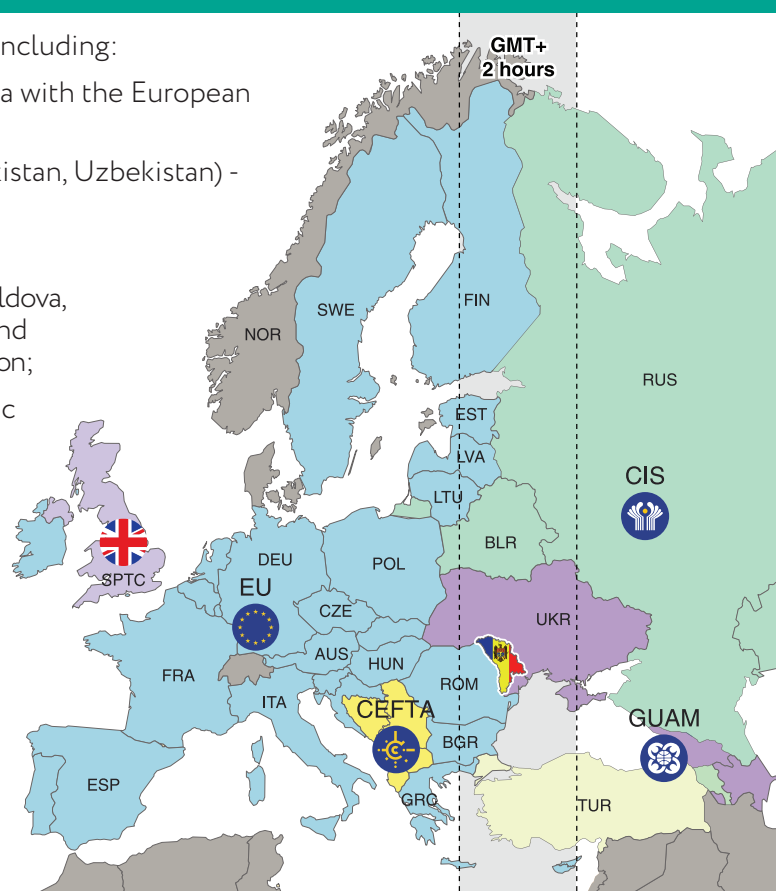 ncluding:
a with the European
istan, Uzbekistan) -
ldova,
nd
on;
c
GMT+
2 hours
NOR
SWE
FIN
RUS
EST
LVA
LTU
CIS
BLR
SPTC
DEU
POL
EU
CZE
UKR
AUS
HUN
FRA
ROM
ITA
CEFTA
GUAM
BGR
ESP
GRC
TUR